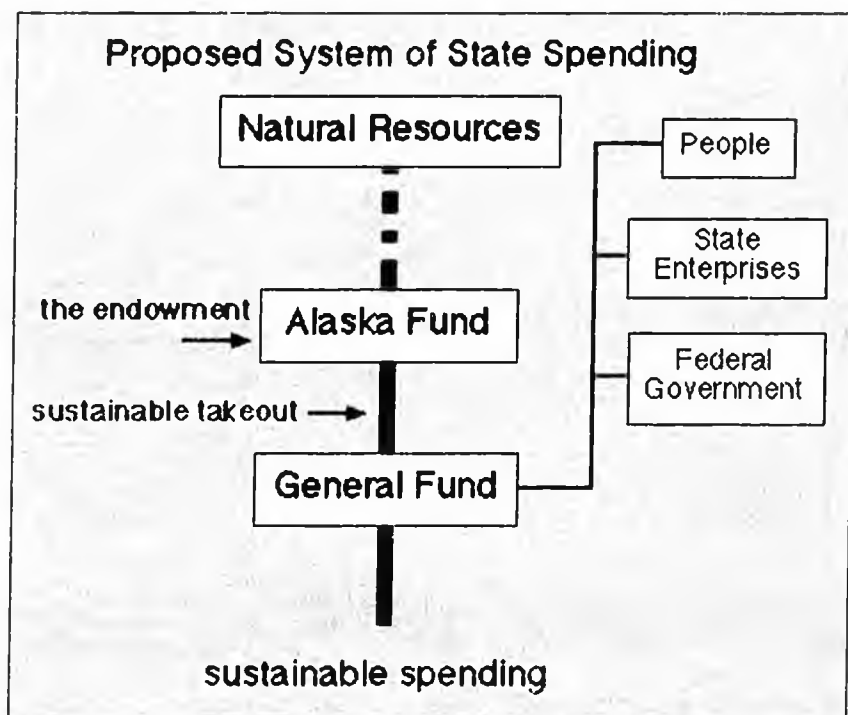 Proposed System of State Spending
Natural Resources
People
State
Enterprises
the endowment
Alaska Fund
Federal
Government
sustainable takeout
General Fund
sustainable spending